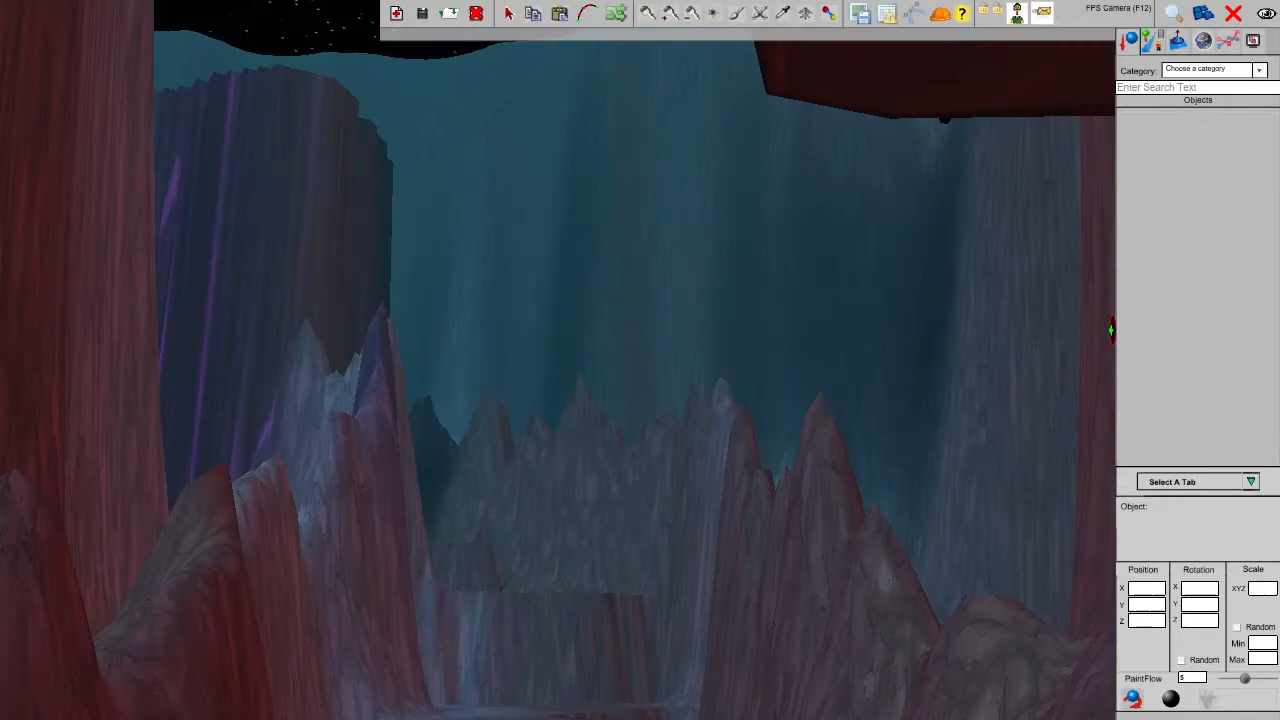 FPS Camera (F12)
Category: Choose a category
Enter Search Text
Objects
Select A Tab
Object:
Position Rotation Scale
X X XYZ
Y Y
Z Z Random
Min
Random Max
PaintFlow 5